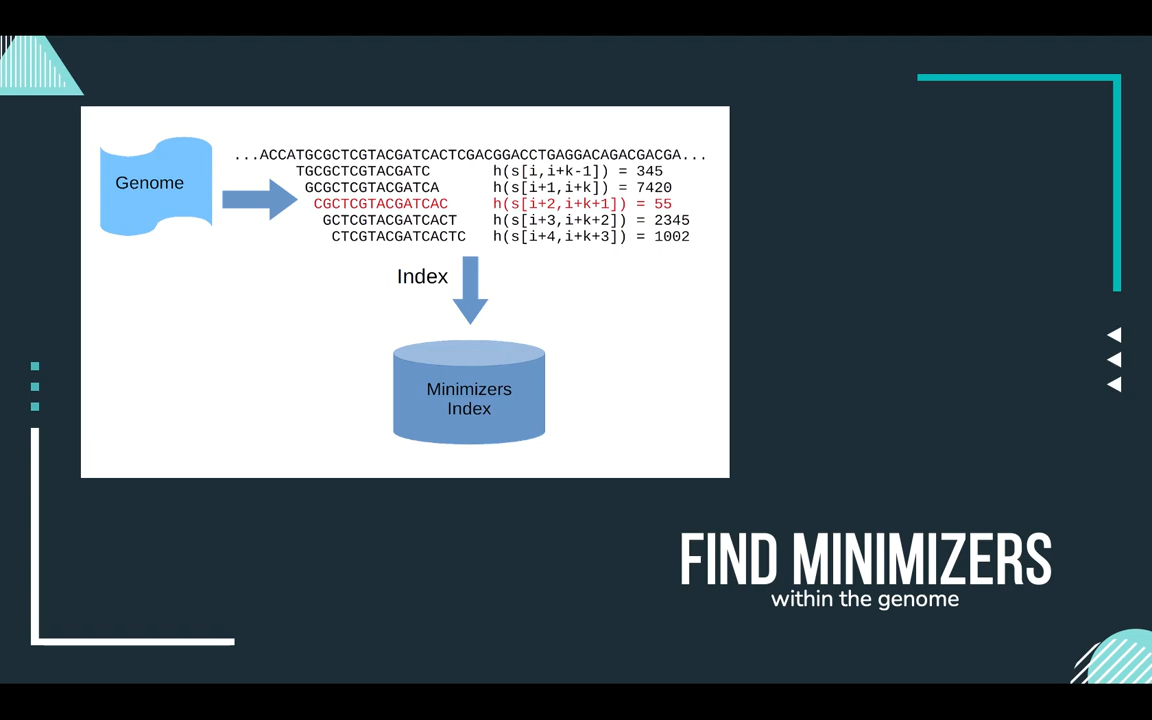 ...ACCATGCGCTCGTACGATCACTCGACGGACCTGAGGACAGACGACGA...
Genome
TGCGCTCGTACGATC h(s[i,i+k-1]) = 345
GCGCTCGTACGATCA h(s[i+1,i+k]) = 7420
CGCTCGTACGATCAC h(s[i+2,i+k+1]) = 55
GCTCGTACGATCACT h(s[i+3,i+k+2]) = 2345
CTCGTACGATCACTC h(s[i+4,i+k+3]) = 1002
Index
Minimizers
Index
FIND MINIMIZERS
within the genome